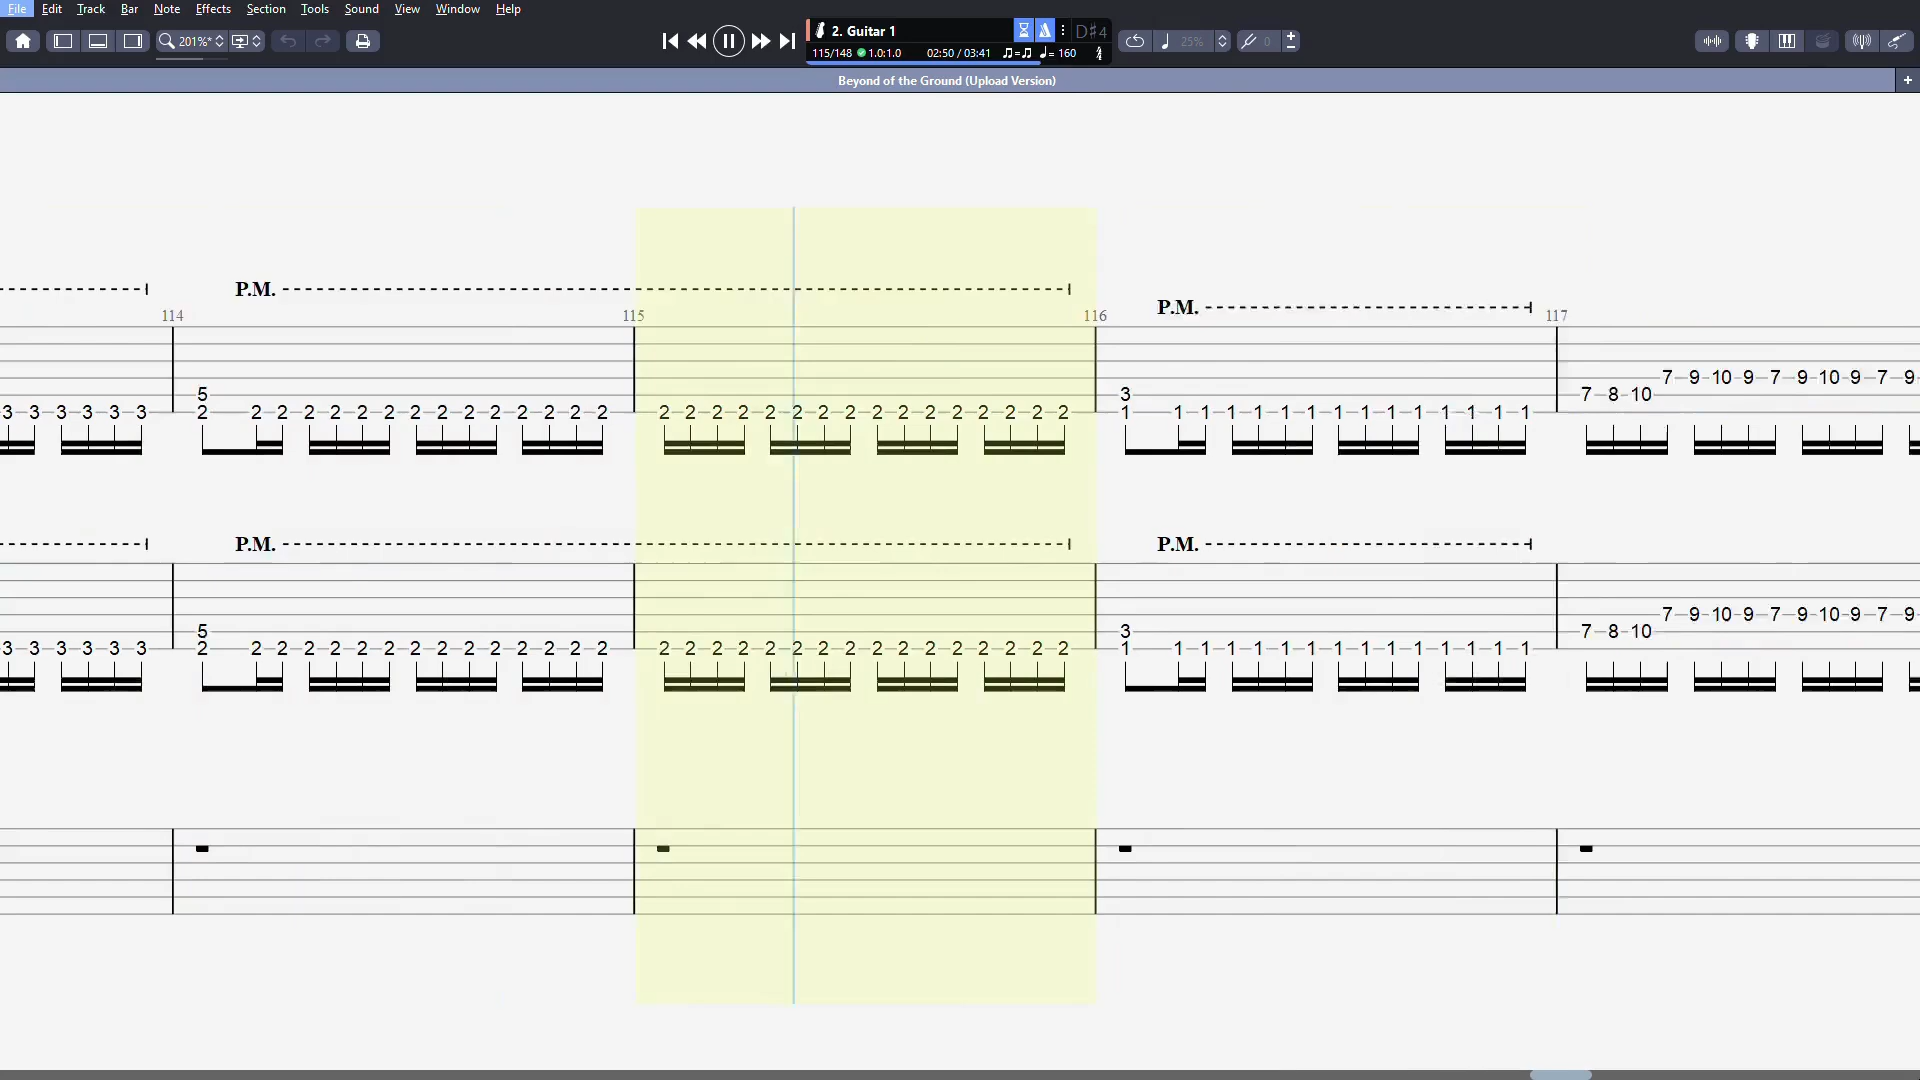 File Edit Track Bar Note Effects Section Tools Sound View Window Help
201%* 2. Guitar 1 D♯4 25% 0
115/148 1.0:1.0 02:50 / 03:41 ♫=♫ ♩= 160
Beyond of the Ground (Upload Version)
P.M. P.M.
114 115 116 117
7 9 10 9 7 9 10 9 7 9
5 3 7 8 10
3 3 3 3 3 3 2 2 2 2 2 2 2 2 2 2 2 2 2 2 2 2 2 2 2 2 2 2 2 2 2 2 2 2 2 2 2 1 1 1 1 1 1 1 1 1 1 1 1 1 1 1
P.M. P.M.
7 9 10 9 7 9 10 9 7 9
5 3 7 8 10
3 3 3 3 3 3 2 2 2 2 2 2 2 2 2 2 2 2 2 2 2 2 2 2 2 2 2 2 2 2 2 2 2 2 2 2 2 1 1 1 1 1 1 1 1 1 1 1 1 1 1 1